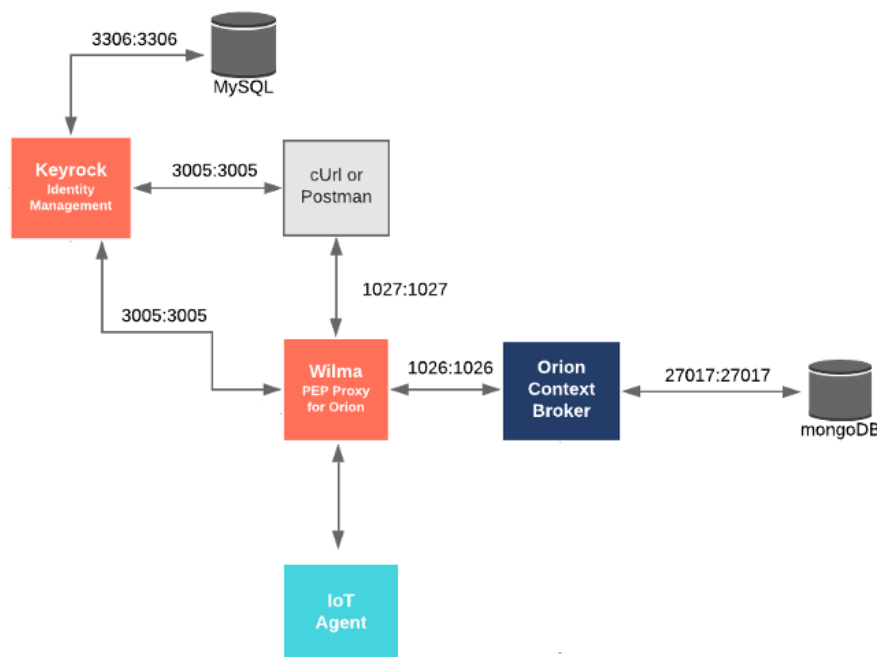 3306:3306
MySQL
Keyrock
Identity
Management
3005:3005
cUrl or
Postman
1027:1027
3005:3005
Wilma
PEP Proxy
for Orion
1026:1026
Orion
Context
Broker
27017:27017
mongoDB
IoT
Agent